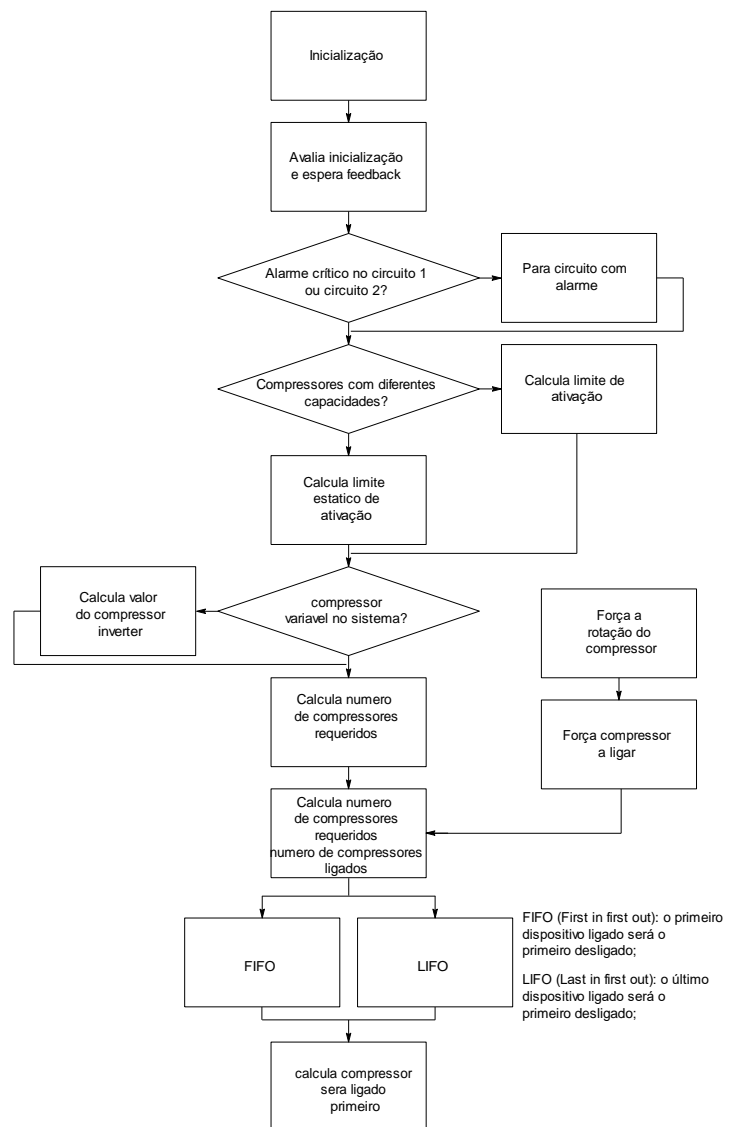 Inicialização
Avalia inicialização
e espera feedback
Alarme crítico no circuito 1
ou circuito 2?
Para circuito com
alarme
Compressores com diferentes
capacidades?
Calcula limite de
ativação
Calcula limite
estatico de
ativação
Calcula valor
do compressor
inverter
compressor
variavel no sistema?
Força a
rotação do
compressor
Calcula numero
de compressores
requeridos
Força compressor
a ligar
Calcula numero
de compressores
requeridos
numero de compressores
ligados
FIFO
LIFO
FIFO (First in first out): o primeiro
dispositivo ligado será o
primeiro desligado;
LIFO (Last in first out): o último
dispositivo ligado será o
primeiro desligado;
calcula compressor
sera ligado
primeiro